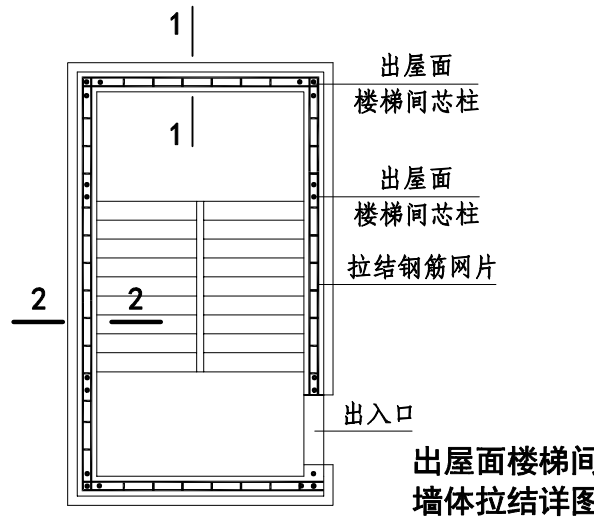 1
出屋面
楼梯间芯柱
1
出屋面
楼梯间芯柱
拉结钢筋网片
2 2
出入口
出屋面楼梯间
墙体拉结详图